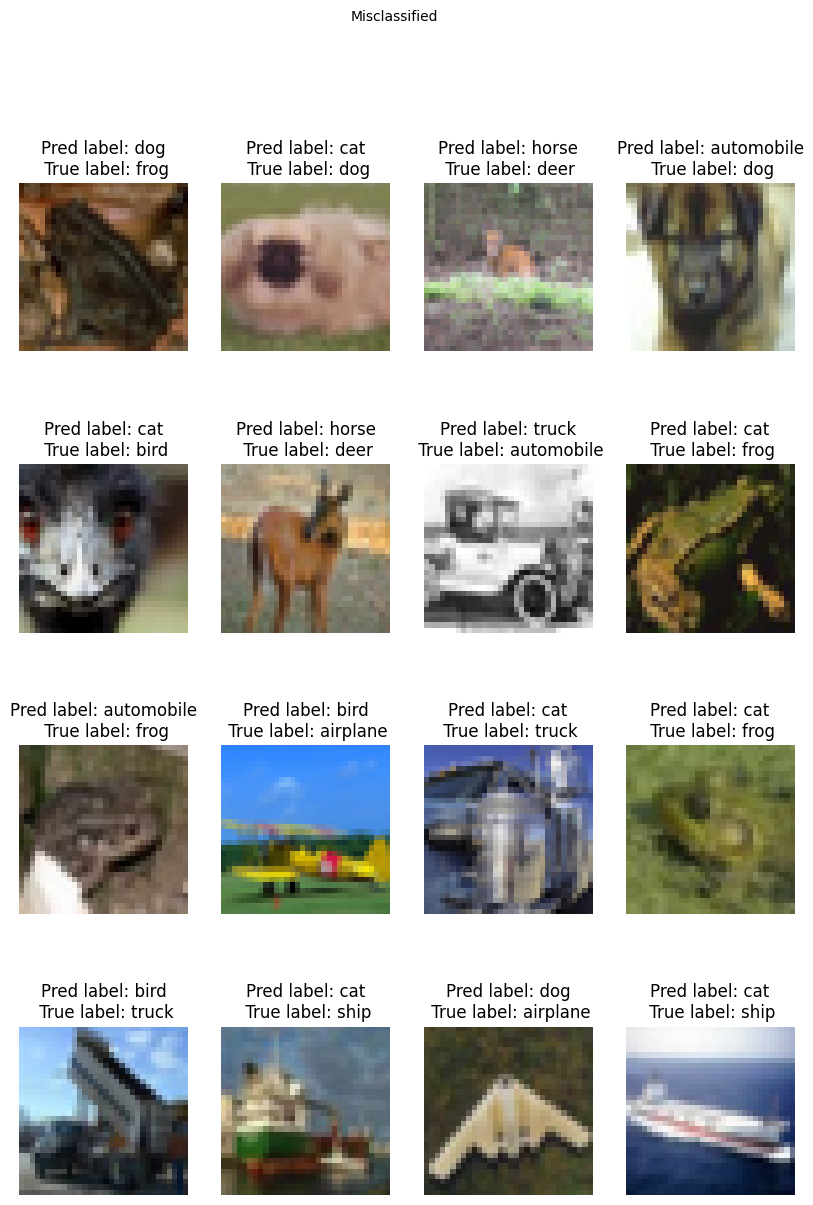 Misclassified
Pred label: dog
True label: frog
Pred label: cat
True label: dog
Pred label: horse
True label: deer
Pred label: automobile
True label: dog
Pred label: cat
True label: bird
Pred label: horse
True label: deer
Pred label: truck
True label: automobile
Pred label: cat
True label: frog
Pred label: automobile
True label: frog
Pred label: bird
True label: airplane
Pred label: cat
True label: truck
Pred label: cat
True label: frog
Pred label: bird
True label: truck
Pred label: cat
True label: ship
Pred label: dog
True label: airplane
Pred label: cat
True label: ship